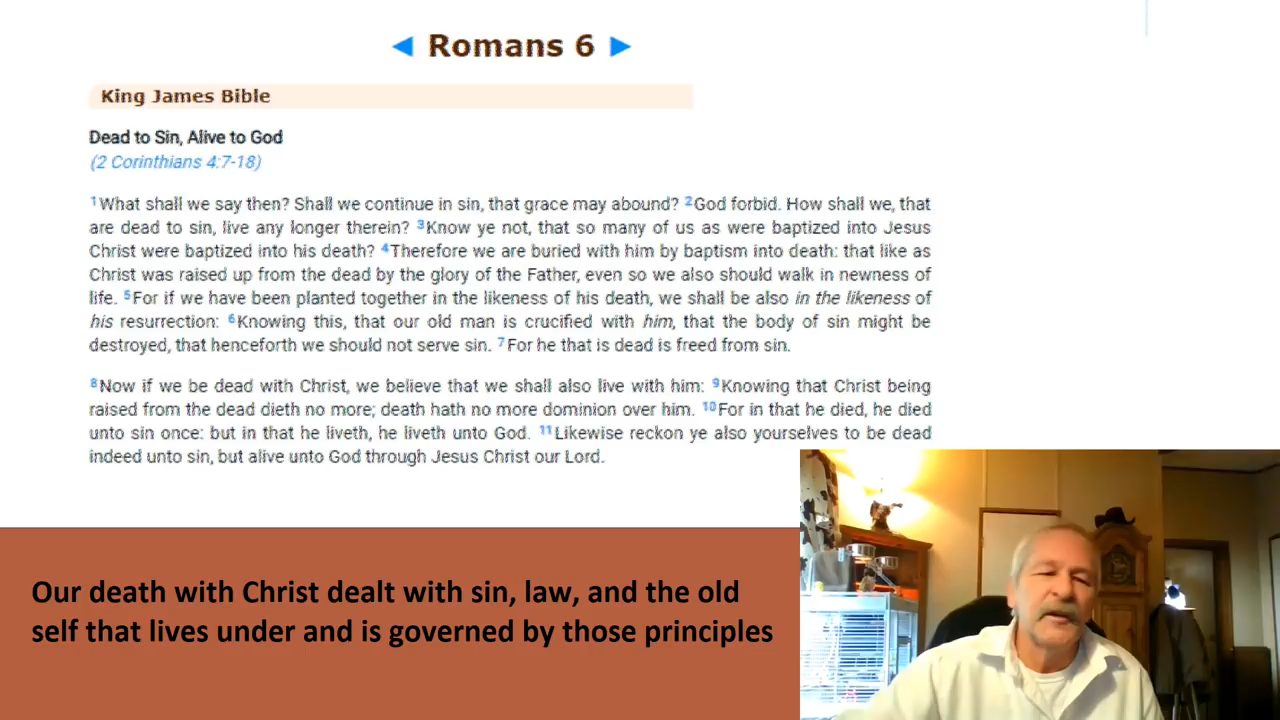 ◄ Romans 6 ►
King James Bible
Dead to Sin, Alive to God
(2 Corinthians 4:7-18)
1What shall we say then? Shall we continue in sin, that grace may abound? 2God forbid. How shall we, that
are dead to sin, live any longer therein? 3Know ye not, that so many of us as were baptized into Jesus
Christ were baptized into his death? 4Therefore we are buried with him by baptism into death: that like as
Christ was raised up from the dead by the glory of the Father, even so we also should walk in newness of
life. 5For if we have been planted together in the likeness of his death, we shall be also in the likeness of
his resurrection: 6Knowing this, that our old man is crucified with him, that the body of sin might be
destroyed, that henceforth we should not serve sin. 7For he that is dead is freed from sin.
8Now if we be dead with Christ, we believe that we shall also live with him: 9Knowing that Christ being
raised from the dead dieth no more; death hath no more dominion over him. 10For in that he died, he died
unto sin once: but in that he liveth, he liveth unto God. 11Likewise reckon ye also yourselves to be dead
indeed unto sin, but alive unto God through Jesus Christ our Lord.
Our death with Christ dealt with sin, law, and the old
self that lives under and is governed by those principles